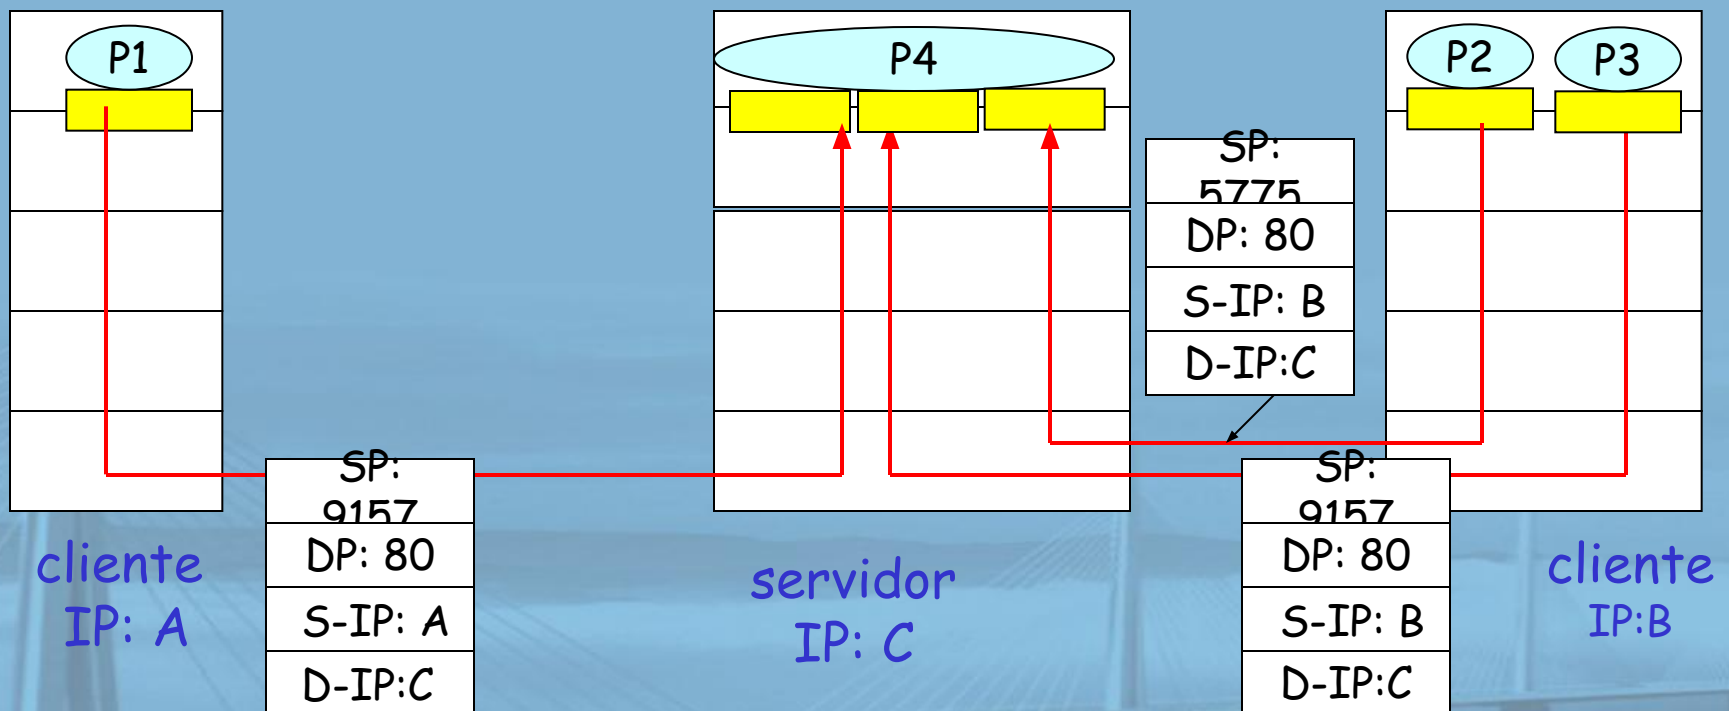 P1
P4
P2
P3
SP:
5775
DP: 80
S-IP: B
D-IP:C
SP:
9157
DP: 80
S-IP: A
D-IP:C
SP:
9157
DP: 80
S-IP: B
D-IP:C
cliente
IP: A
servidor
IP: C
cliente
IP:B